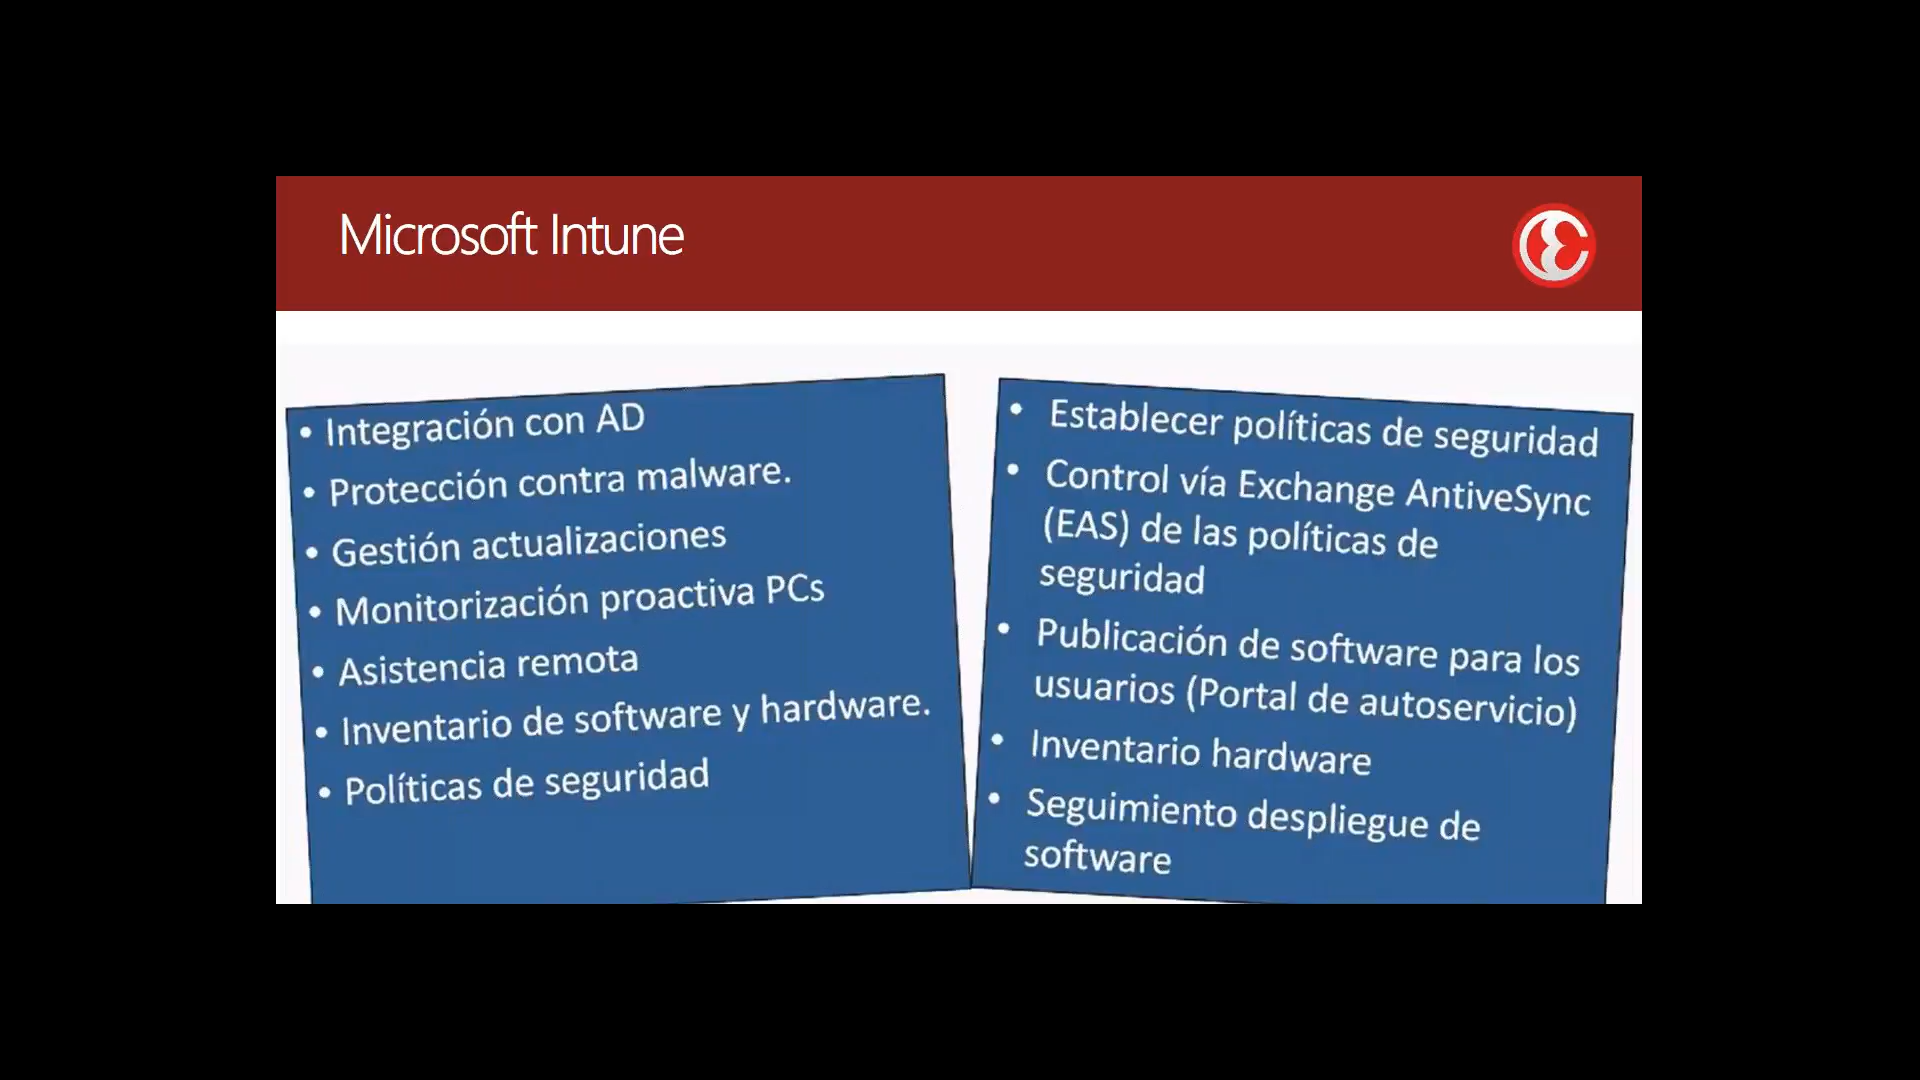 Microsoft Intune
• Integración con AD
• Protección contra malware.
• Gestión actualizaciones
• Monitorización proactiva PCs
• Asistencia remota
• Inventario de software y hardware.
• Políticas de seguridad
• Establecer políticas de seguridad
• Control vía Exchange AntiveSync
(EAS) de las políticas de
seguridad
• Publicación de software para los
usuarios (Portal de autoservicio)
• Inventario hardware
• Seguimiento despliegue de
software